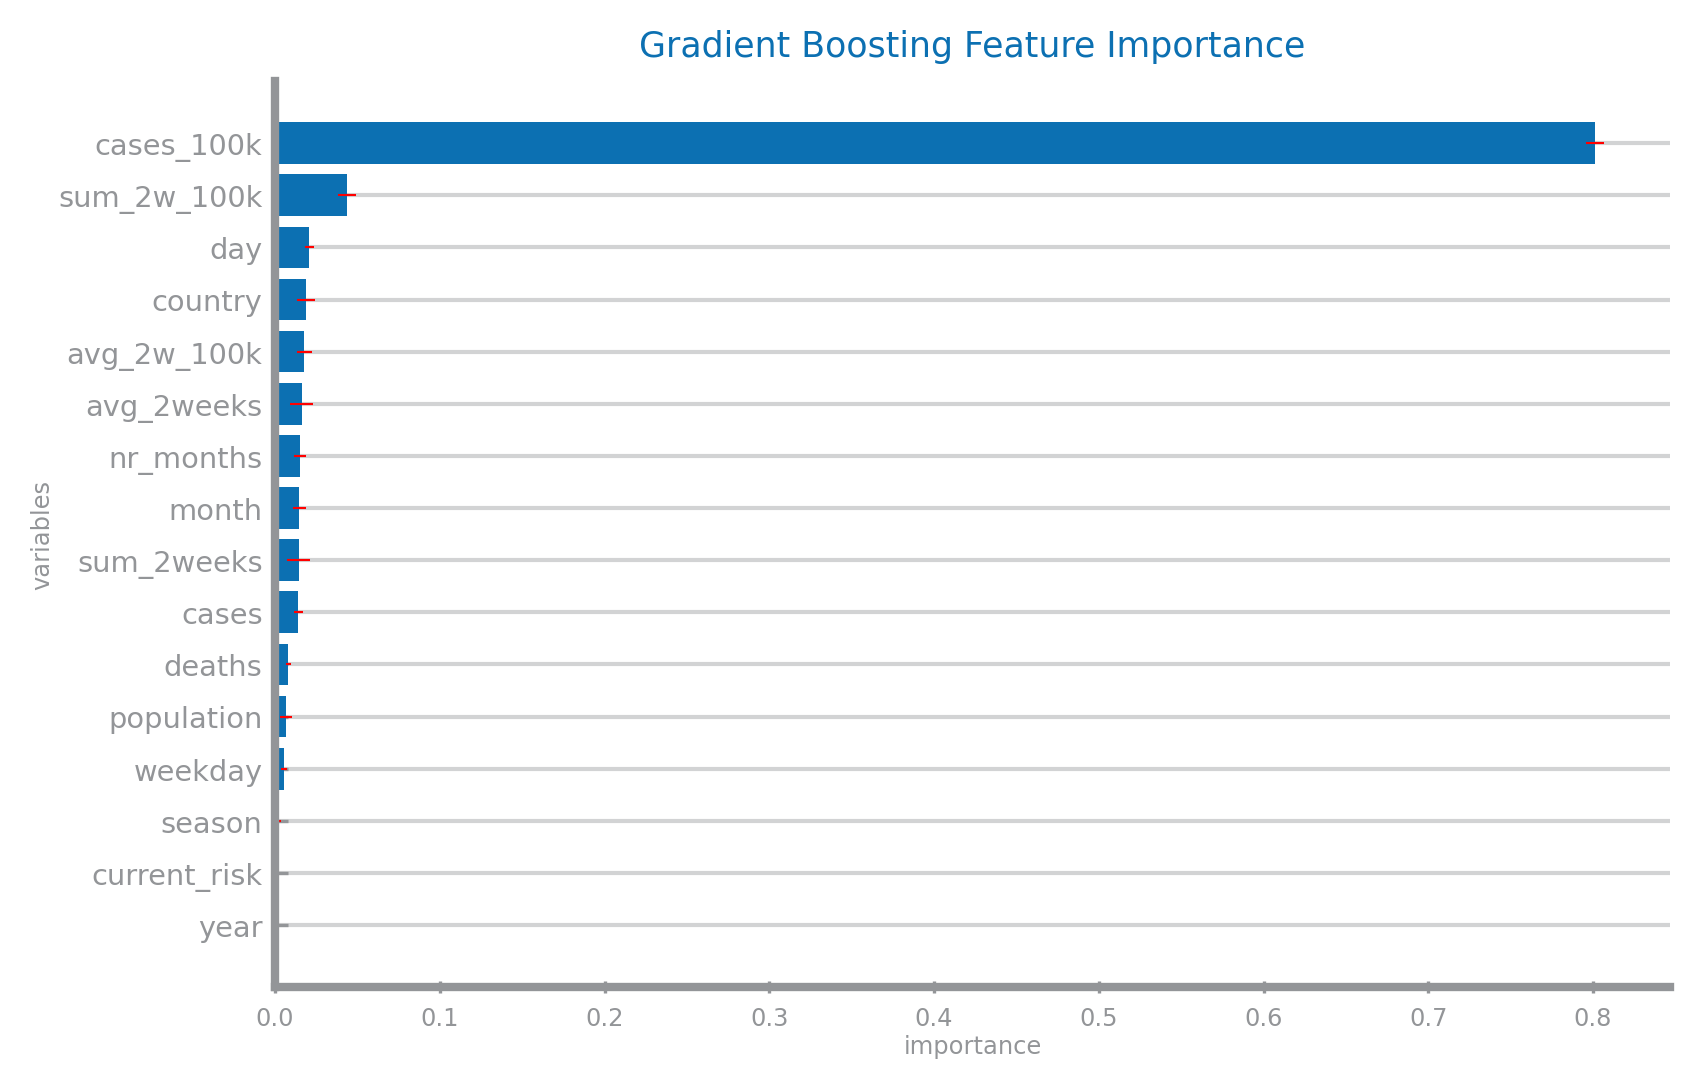 Gradient Boosting Feature Importance
cases_100k
sum_2w_100k
day
country
avg_2w_100k
avg_2weeks
nr_months
month
sum_2weeks
cases
deaths
population
weekday
season
current_risk
year
variables
0.0 0.1 0.2 0.3 0.4 0.5 0.6 0.7 0.8
importance